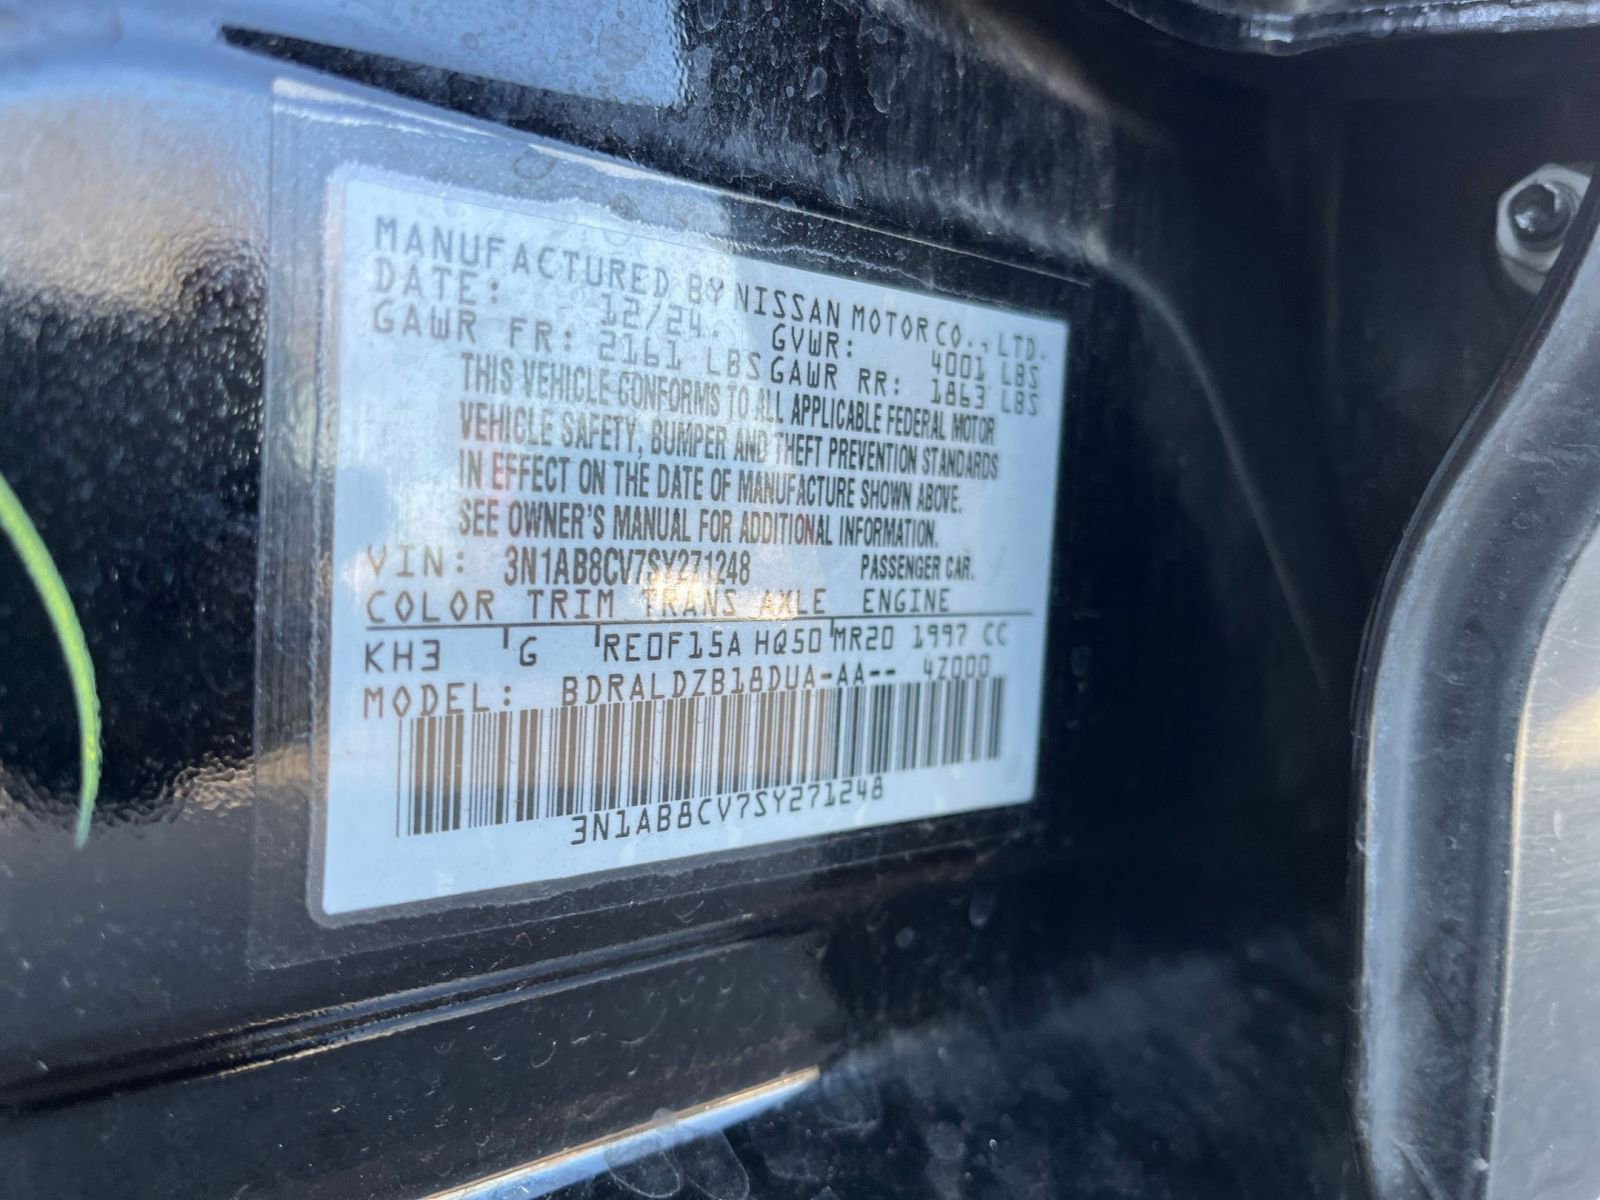 MANUFACTURED BY NISSAN MOTOR CO., LTD.
DATE: 12/24. GVWR: 4001 LBS
GAWR FR: 2161 LBS GAWR RR: 1863 LBS
THIS VEHICLE CONFORMS TO ALL APPLICABLE FEDERAL MOTOR
VEHICLE SAFETY, BUMPER AND THEFT PREVENTION STANDARDS
IN EFFECT ON THE DATE OF MANUFACTURE SHOWN ABOVE.
SEE OWNER'S MANUAL FOR ADDITIONAL INFORMATION.
VIN: 3N1AB8CV7SY271248 PASSENGER CAR.
COLOR TRIM TRANS AXLE ENGINE
KH3 G RE0F15A HQ50 MR20 1997 CC
MODEL: BDRALDZB18DUA-AA-- 4Z000
3N1AB8CV7SY271248